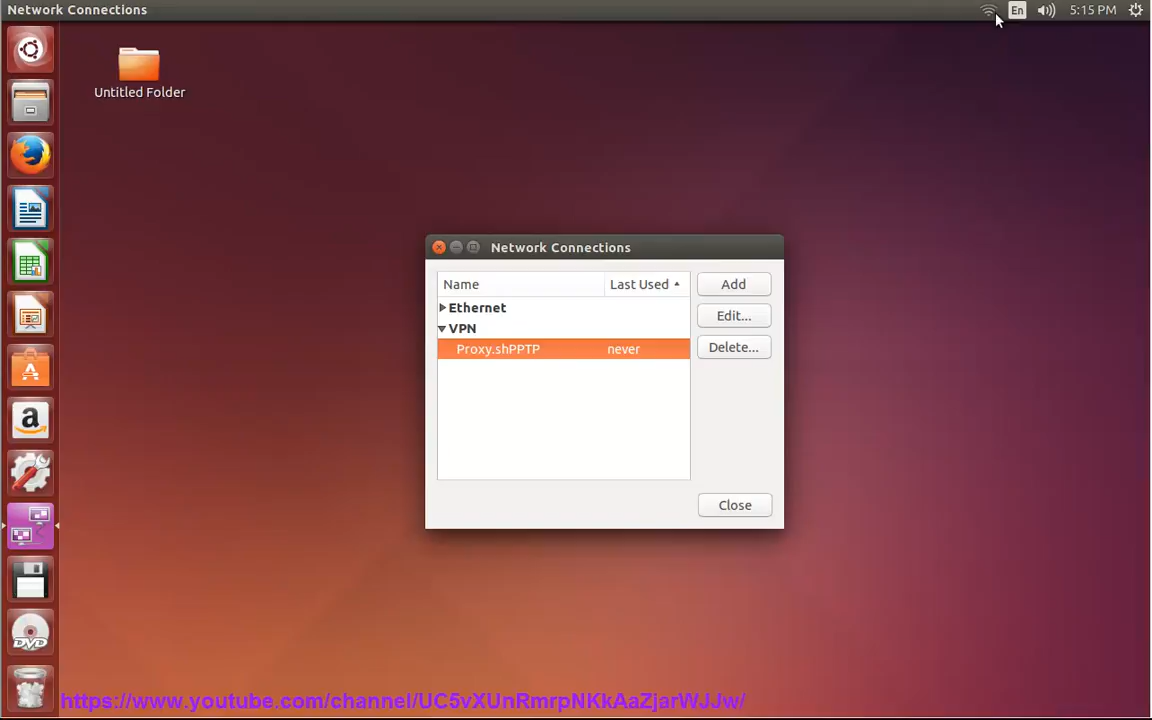 Network Connections
En
5:15 PM
Untitled Folder
Network Connections
Name
Last Used
Add
Ethernet
Edit...
VPN
Proxy.shPPTP
never
Delete...
Close
A
a
DVD
https://www.youtube.com/channel/UC5vXUnRmrpNKkAaZjarWJJw/